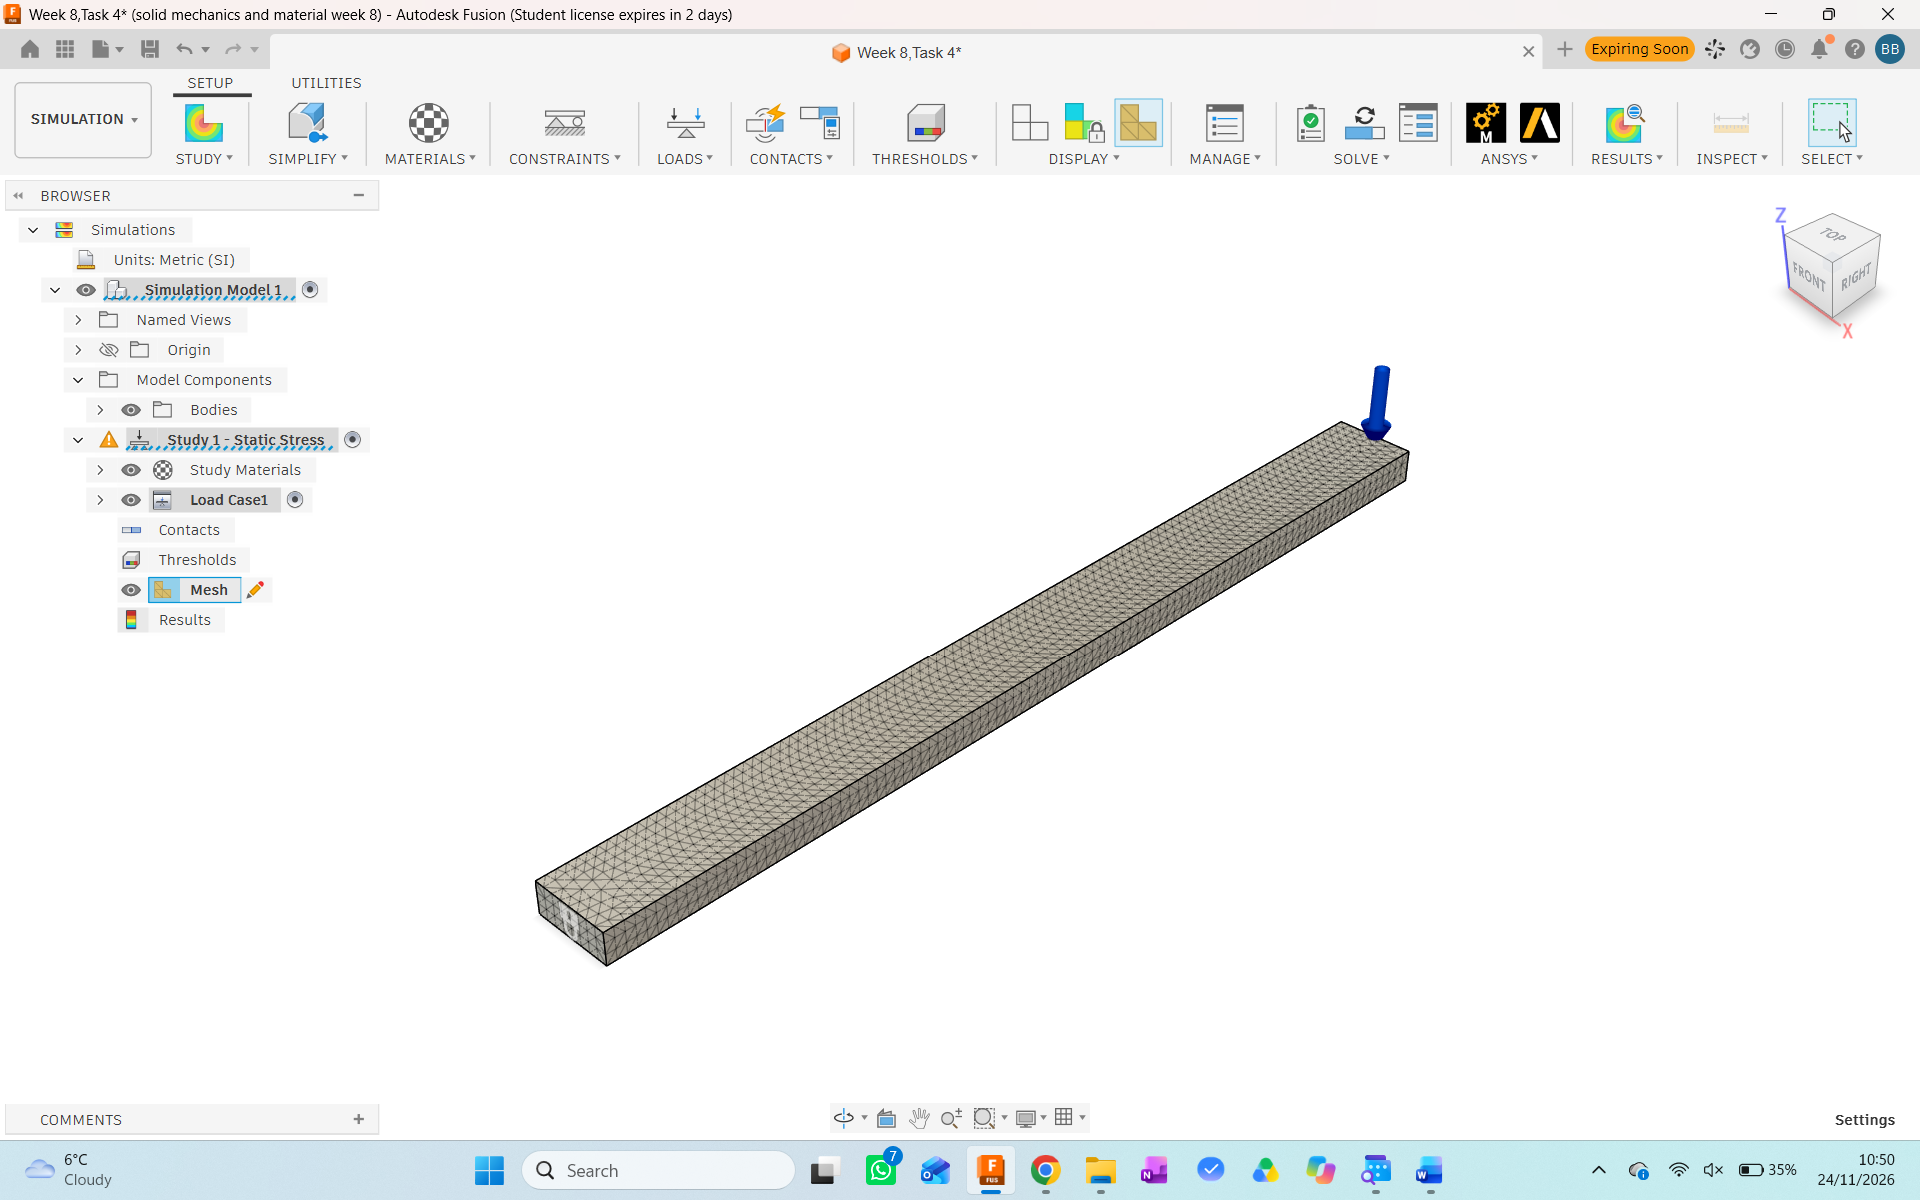 Week 8,Task 4* (solid mechanics and material week 8) - Autodesk Fusion (Student license expires in 2 days)
Week 8,Task 4*
Expiring Soon
BB
SETUP
UTILITIES
SIMULATION
STUDY
SIMPLIFY
MATERIALS
CONSTRAINTS
LOADS
CONTACTS
THRESHOLDS
DISPLAY
MANAGE
SOLVE
M
ANSYS
RESULTS
INSPECT
SELECT
BROWSER
Simulations
Units: Metric (SI)
Simulation Model 1
Named Views
Origin
Model Components
Bodies
Study 1 - Static Stress
Study Materials
Load Case1
Contacts
Thresholds
Mesh
Results
Z
TOP
FRONT
RIGHT
X
COMMENTS
Settings
6°C
Cloudy
Search
7
F
FUS
35%
10:50
24/11/2026